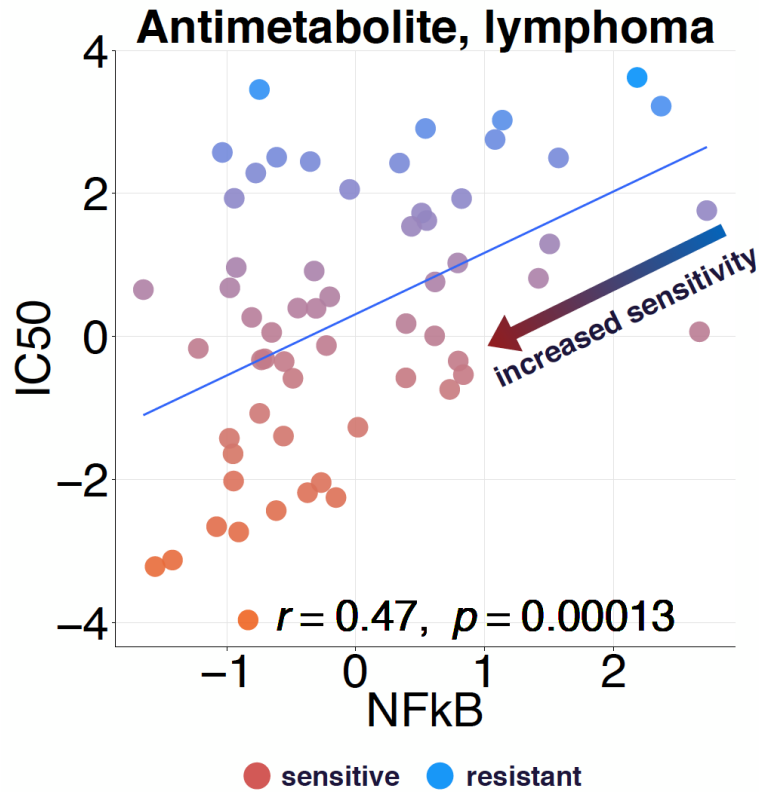 Antimetabolite, lymphoma
4
2
0
−2
−4
IC50
increased sensitivity
r = 0.47, p = 0.00013
−1 0 1 2
NFkB
sensitive resistant